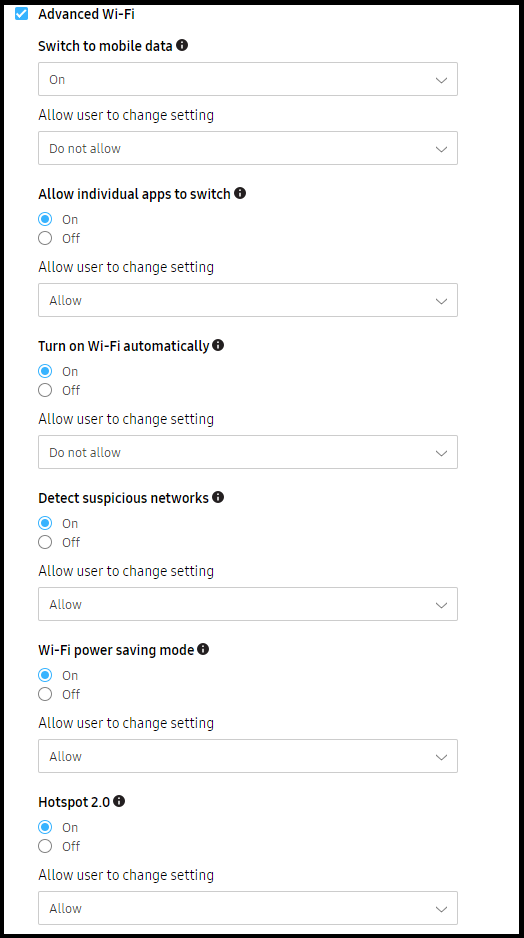 Advanced Wi-Fi
Switch to mobile data
On
Allow user to change setting
Do not allow
Allow individual apps to switch
On
Off
Allow user to change setting
Allow
Turn on Wi-Fi automatically
On
Off
Allow user to change setting
Do not allow
Detect suspicious networks
On
Off
Allow user to change setting
Allow
Wi-Fi power saving mode
On
Off
Allow user to change setting
Allow
Hotspot 2.0
On
Off
Allow user to change setting
Allow